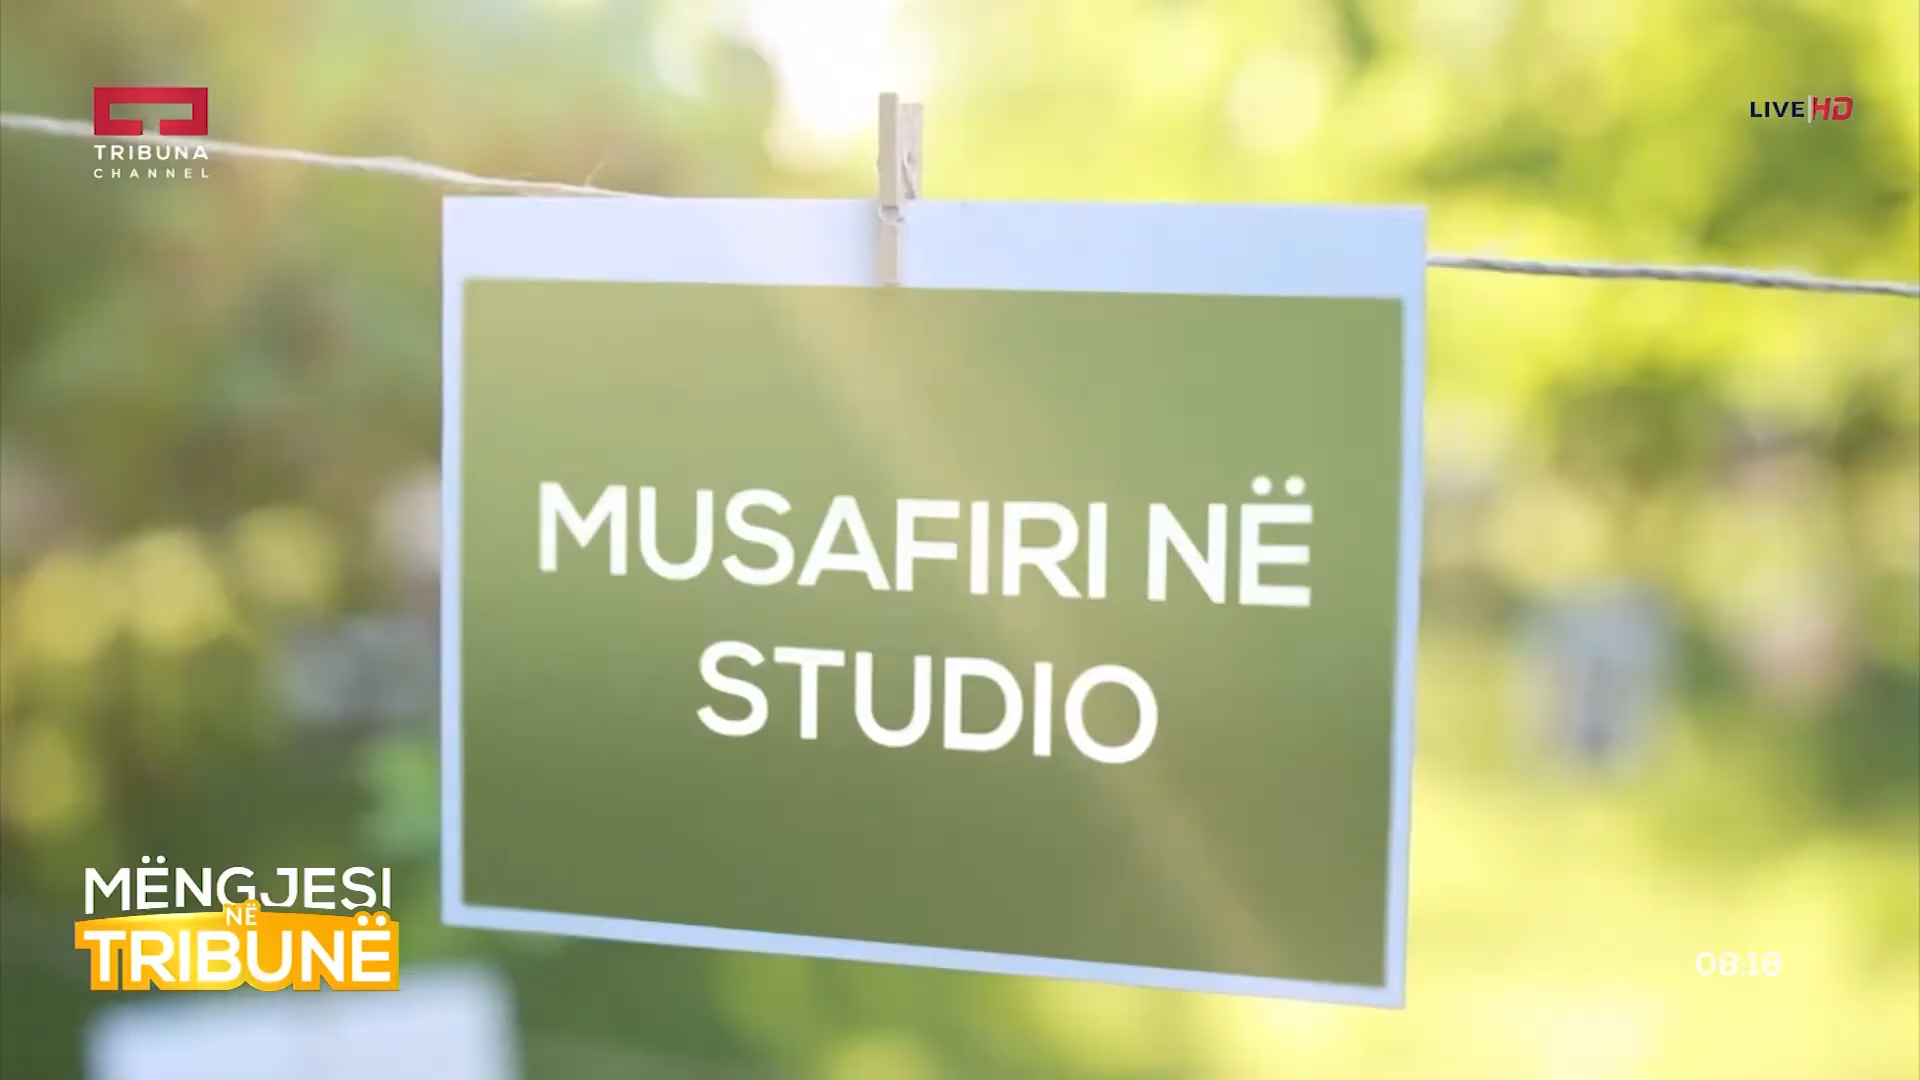 TRIBUNA
CHANNEL
LIVE HD
MUSAFIRI NË
STUDIO
MËNGJESI
NË
TRIBUNË
08:18